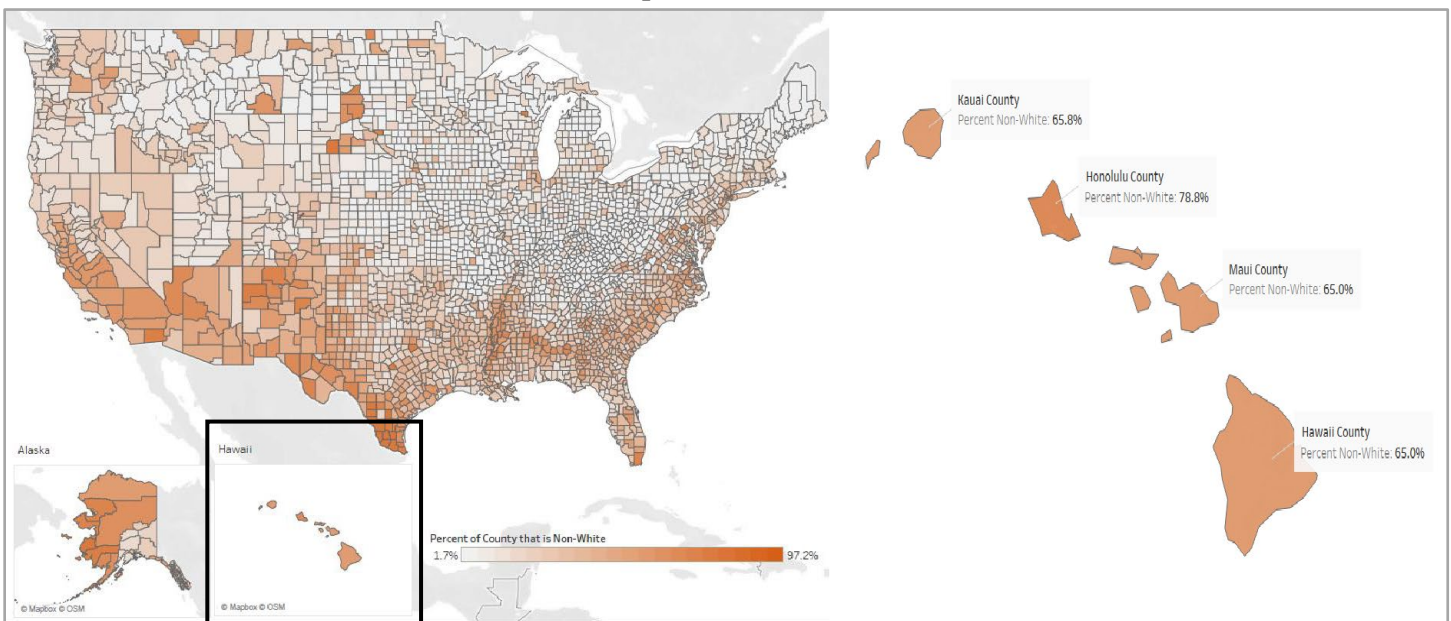 Kauai County
Percent Non-White: 65.8%
Honolulu County
Percent Non-White: 78.8%
Maui County
Percent Non-White: 65.0%
Hawaii County
Percent Non-White: 65.0%
Alaska
Hawaii
Percent of County that is Non-White
1.7% 97.2%
© Mapbox © OSM
© Mapbox © OSM